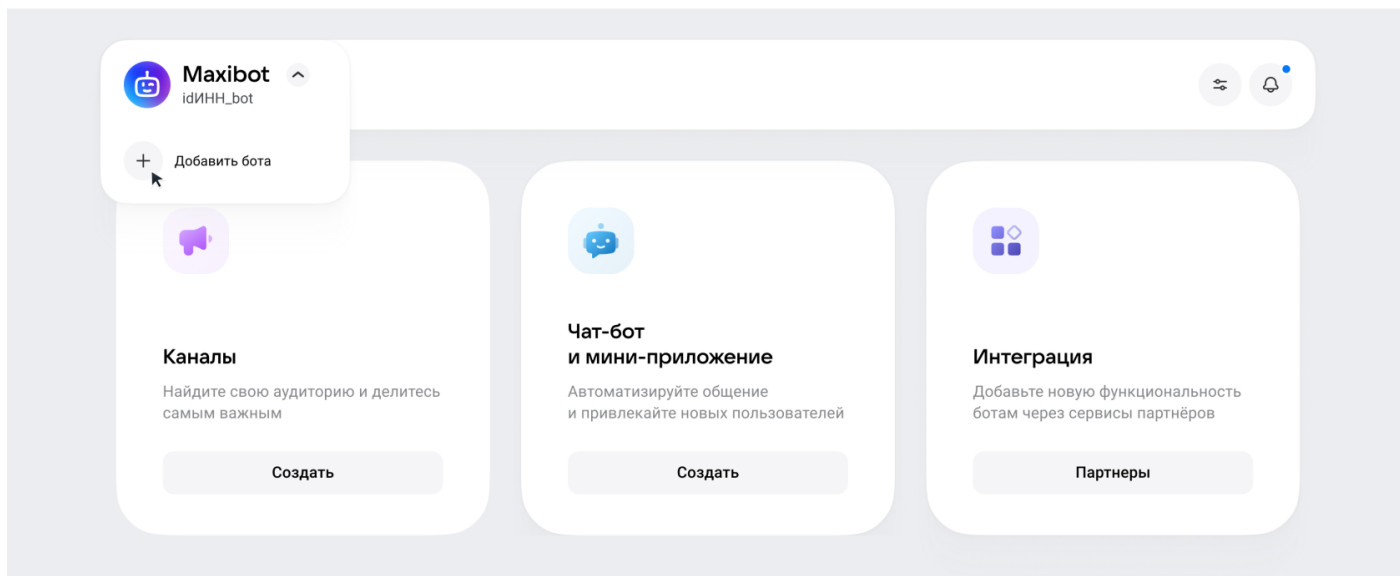 Maxibot
idИНН_bot
Добавить бота
Каналы
Найдите свою аудиторию и делитесь
самым важным
Создать
Чат-бот
и мини-приложение
Автоматизируйте общение
и привлекайте новых пользователей
Создать
Интеграция
Добавьте новую функциональность
ботам через сервисы партнёров
Партнеры